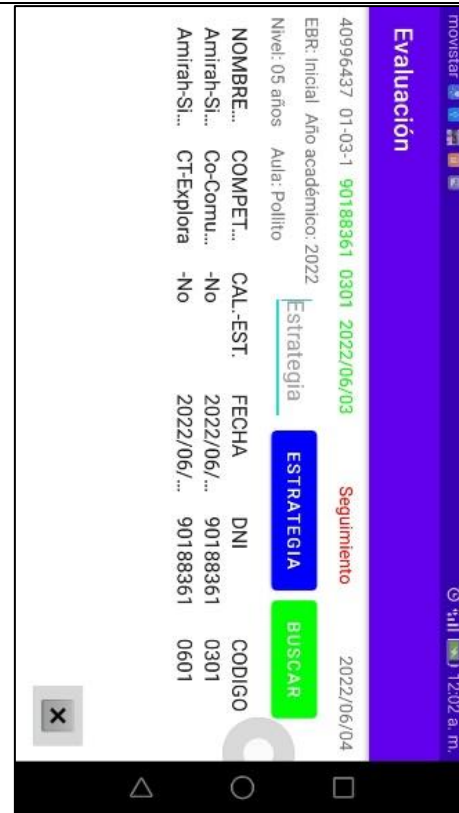 movistar 12:02 a. m.
Evaluación
40996437 01-03-1 90188361 0301 2022/06/03 Seguimiento 2022/06/04
EBR: Inicial Año académico: 2022
Nivel: 05 años Aula: Pollito
Estrategia ESTRATEGIA BUSCAR
NOMBRE... COMPET... CAL.-EST. FECHA DNI CODIGO
Amirah-Si... Co-Comu... -No 2022/06/... 90188361 0301
Amirah-Si... CT-Explora -No 2022/06/... 90188361 0601